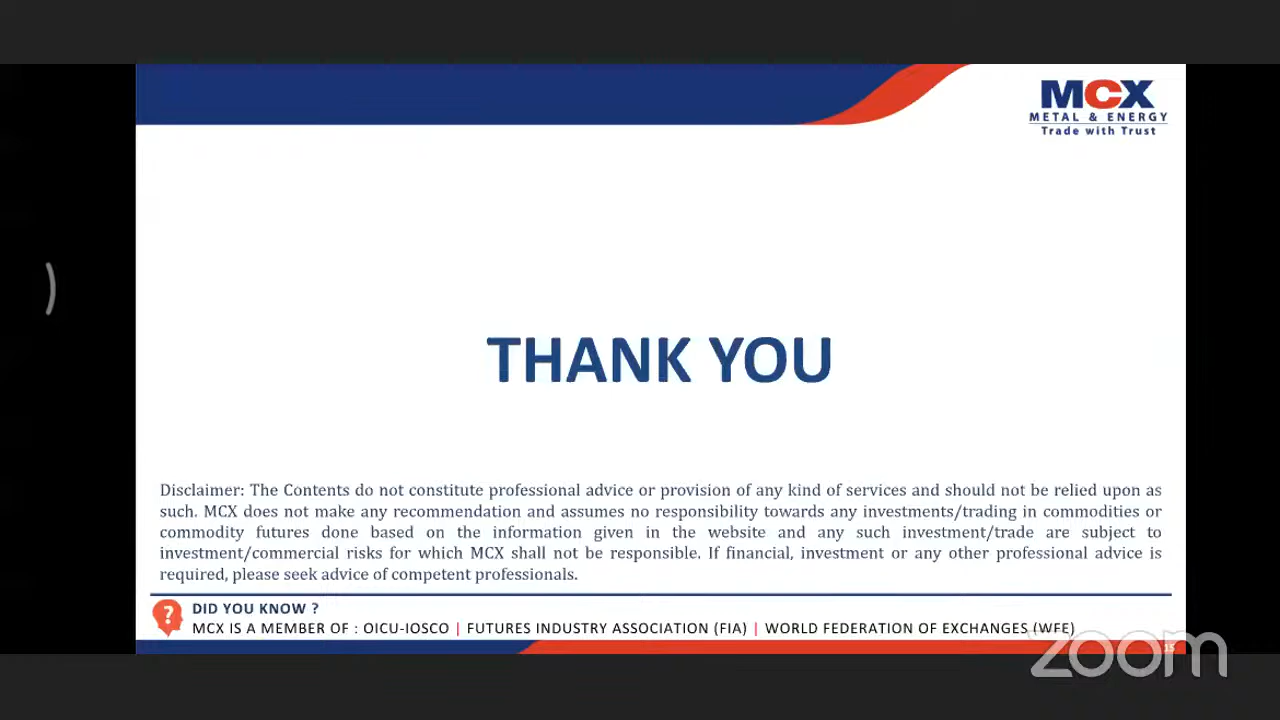 MCX
METAL & ENERGY
Trade with Trust
THANK YOU
Disclaimer: The Contents do not constitute professional advice or provision of any kind of services and should not be relied upon as
such. MCX does not make any recommendation and assumes no responsibility towards any investments/trading in commodities or
commodity futures done based on the information given in the website and any such investment/trade are subject to
investment/commercial risks for which MCX shall not be responsible. If financial, investment or any other professional advice is
required, please seek advice of competent professionals.
?
DID YOU KNOW ?
MCX IS A MEMBER OF : OICU-IOSCO | FUTURES INDUSTRY ASSOCIATION (FIA) | WORLD FEDERATION OF EXCHANGES (WFE)
15
zoom